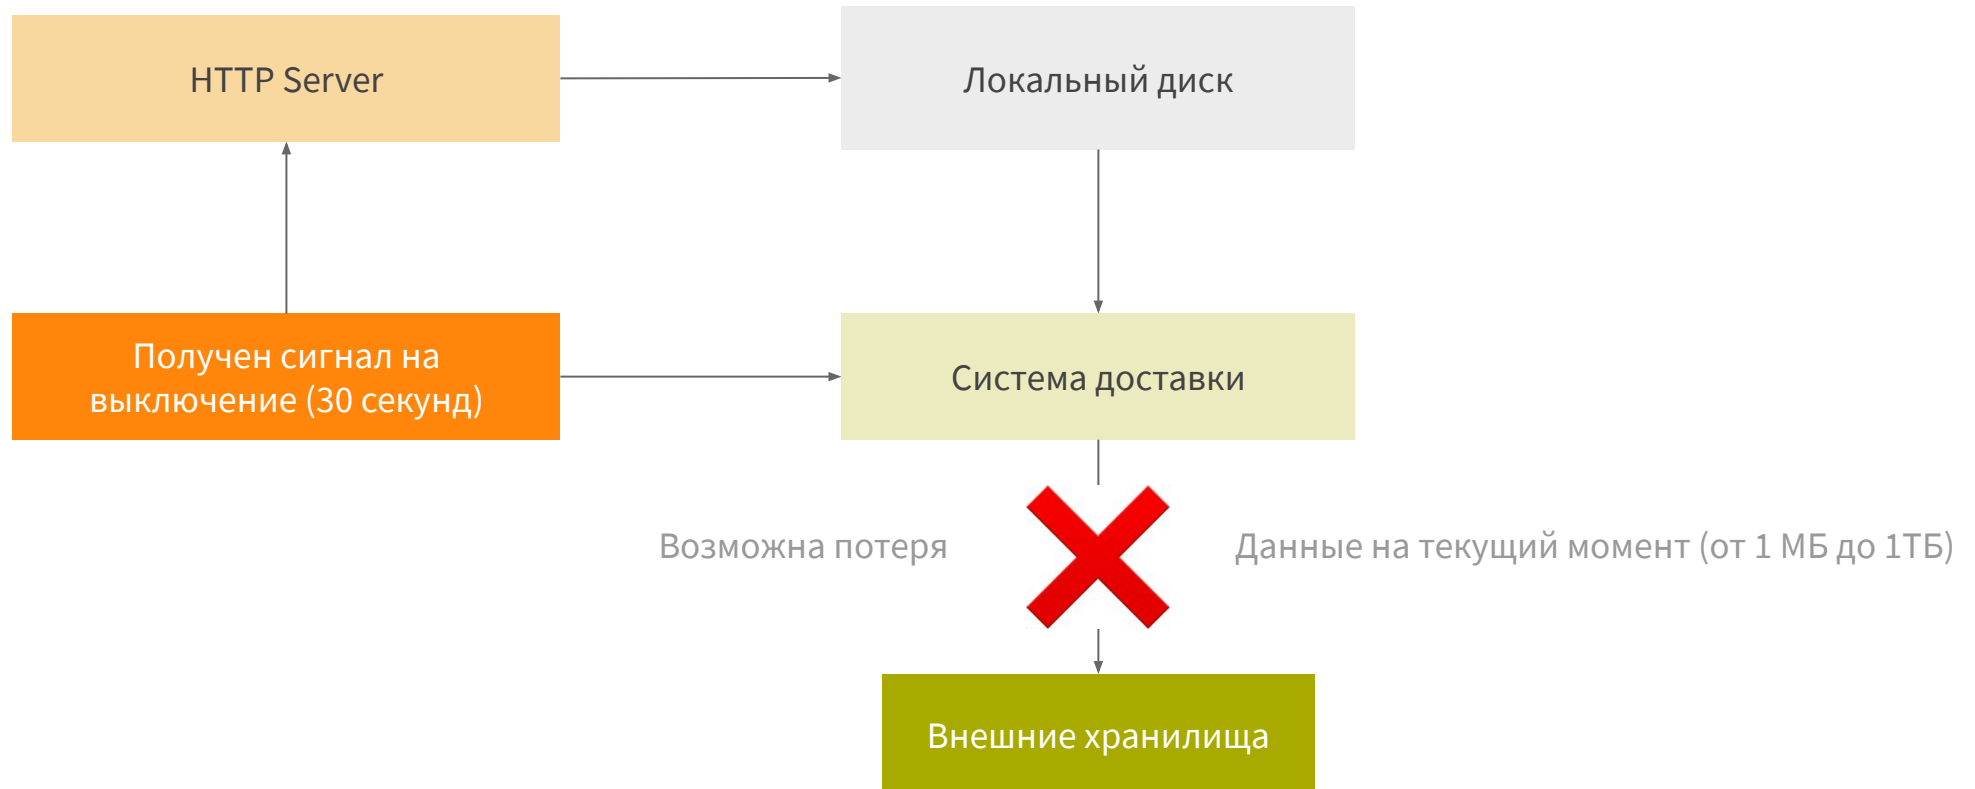 HTTP Server
Локальный диск
Получен сигнал на
выключение (30 секунд)
Система доставки
Возможна потеря
Данные на текущий момент (от 1 МБ до 1ТБ)
Внешние хранилища